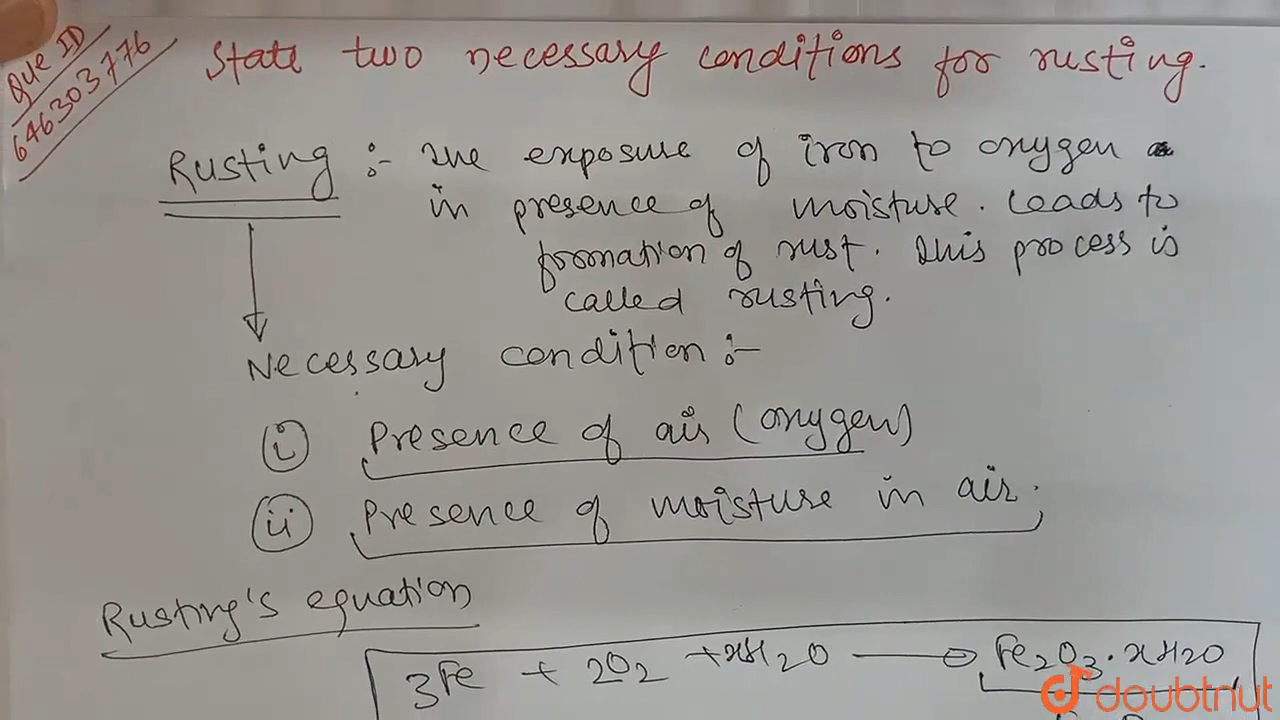 Que ID
646303776
State two necessary conditions for rusting.
Rusting :- The exposure of iron to oxygen
in presence of moisture. Leads to
formation of rust. This process is
called rusting.
Necessary condition :-
(i) Presence of air (oxygen)
(ii) Presence of moisture in air.
Rusting's equation
3Fe + 2O2 + xH2O → Fe2O3.xH2O
doubtnut